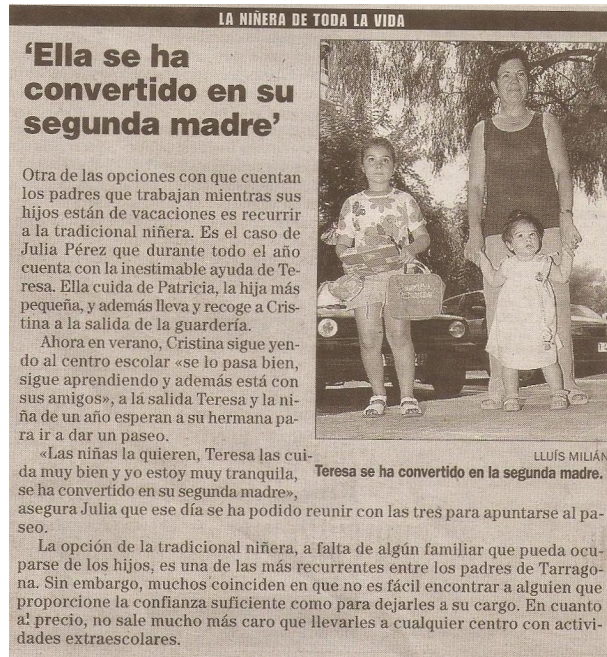 LA NIÑERA DE TODA LA VIDA
‘Ella se ha
convertido en su
segunda madre’
Otra de las opciones con que cuentan
los padres que trabajan mientras sus
hijos están de vacaciones es recurrir
a la tradicional niñera. Es el caso de
Julia Pérez que durante todo el año
cuenta con la inestimable ayuda de Te-
resa. Ella cuida de Patricia, la hija más
pequeña, y además lleva y recoge a Cris-
tina a la salida de la guardería.
Ahora en verano, Cristina sigue yen-
do al centro escolar «se lo pasa bien,
sigue aprendiendo y además está con
sus amigos», a lá salida Teresa y la ni-
ña de un año esperan a su hermana pa-
ra ir a dar un paseo.
«Las niñas la quieren, Teresa las cui-
da muy bien y yo estoy muy tranquila,
se ha convertido en su segunda madre»,
asegura Julia que ese día se ha podido reunir con las tres para apuntarse al pa-
seo.
La opción de la tradicional niñera, a falta de algún familiar que pueda ocu-
parse de los hijos, es una de las más recurrentes entre los padres de Tarrago-
na. Sin embargo, muchos coinciden en que no es fácil encontrar a alguien que
proporcione la confianza suficiente como para dejarles a su cargo. En cuanto
al precio, no sale mucho más caro que llevarles a cualquier centro con activi-
dades extraescolares.
LLUÍS MILIÁN
Teresa se ha convertido en la segunda madre.